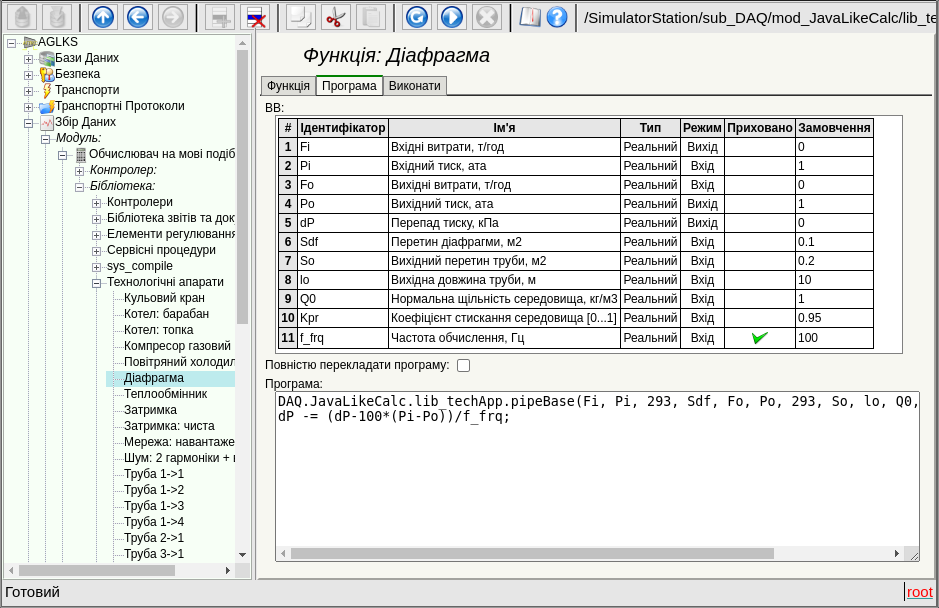 /SimulatorStation/sub_DAQ/mod_JavaLikeCalc/lib_te
AGLKS
Бази Даних
Безпека
Транспорти
Транспортні Протоколи
Збір Даних
Модуль:
Обчислювач на мові подіб
Контролер:
Бібліотека:
Контролери
Бібліотека звітів та док
Елементи регулювання
Сервісні процедури
sys_compile
Технологічні апарати
Кульовий кран
Котел: барабан
Котел: топка
Компресор газовий
Повітряний холодил
Діафрагма
Теплообмінник
Затримка
Затримка: чиста
Мережа: навантаже
Шум: 2 гармоніки +
Труба 1->1
Труба 1->2
Труба 1->3
Труба 1->4
Труба 2->1
Труба 3->1
Функція: Діафрагма
Функція Програма Виконати
ВВ:
# Ідентифікатор Ім'я Тип Режим Приховано Замовчення
1 Fi Вхідні витрати, т/год Реальний Вихід 0
2 Pi Вхідний тиск, ата Реальний Вхід 1
3 Fo Вихідні витрати, т/год Реальний Вхід 0
4 Po Вихідний тиск, ата Реальний Вихід 1
5 dP Перепад тиску, кПа Реальний Вихід 0
6 Sdf Перетин діафрагми, м2 Реальний Вхід 0.1
7 So Вихідний перетин труби, м2 Реальний Вхід 0.2
8 lo Вихідна довжина труби, м Реальний Вхід 10
9 Q0 Нормальна щільність середовища, кг/м3 Реальний Вхід 1
10 Kpr Коефіцієнт стискання середовища [0...1] Реальний Вхід 0.95
11 f_frq Частота обчислення, Гц Реальний Вхід 100
Повністю перекладати програму:
Програма:
DAQ.JavaLikeCalc.lib_techApp.pipeBase(Fi, Pi, 293, Sdf, Fo, Po, 293, So, lo, Q0,
dP -= (dP-100*(Pi-Po))/f_frq;
Готовий
root